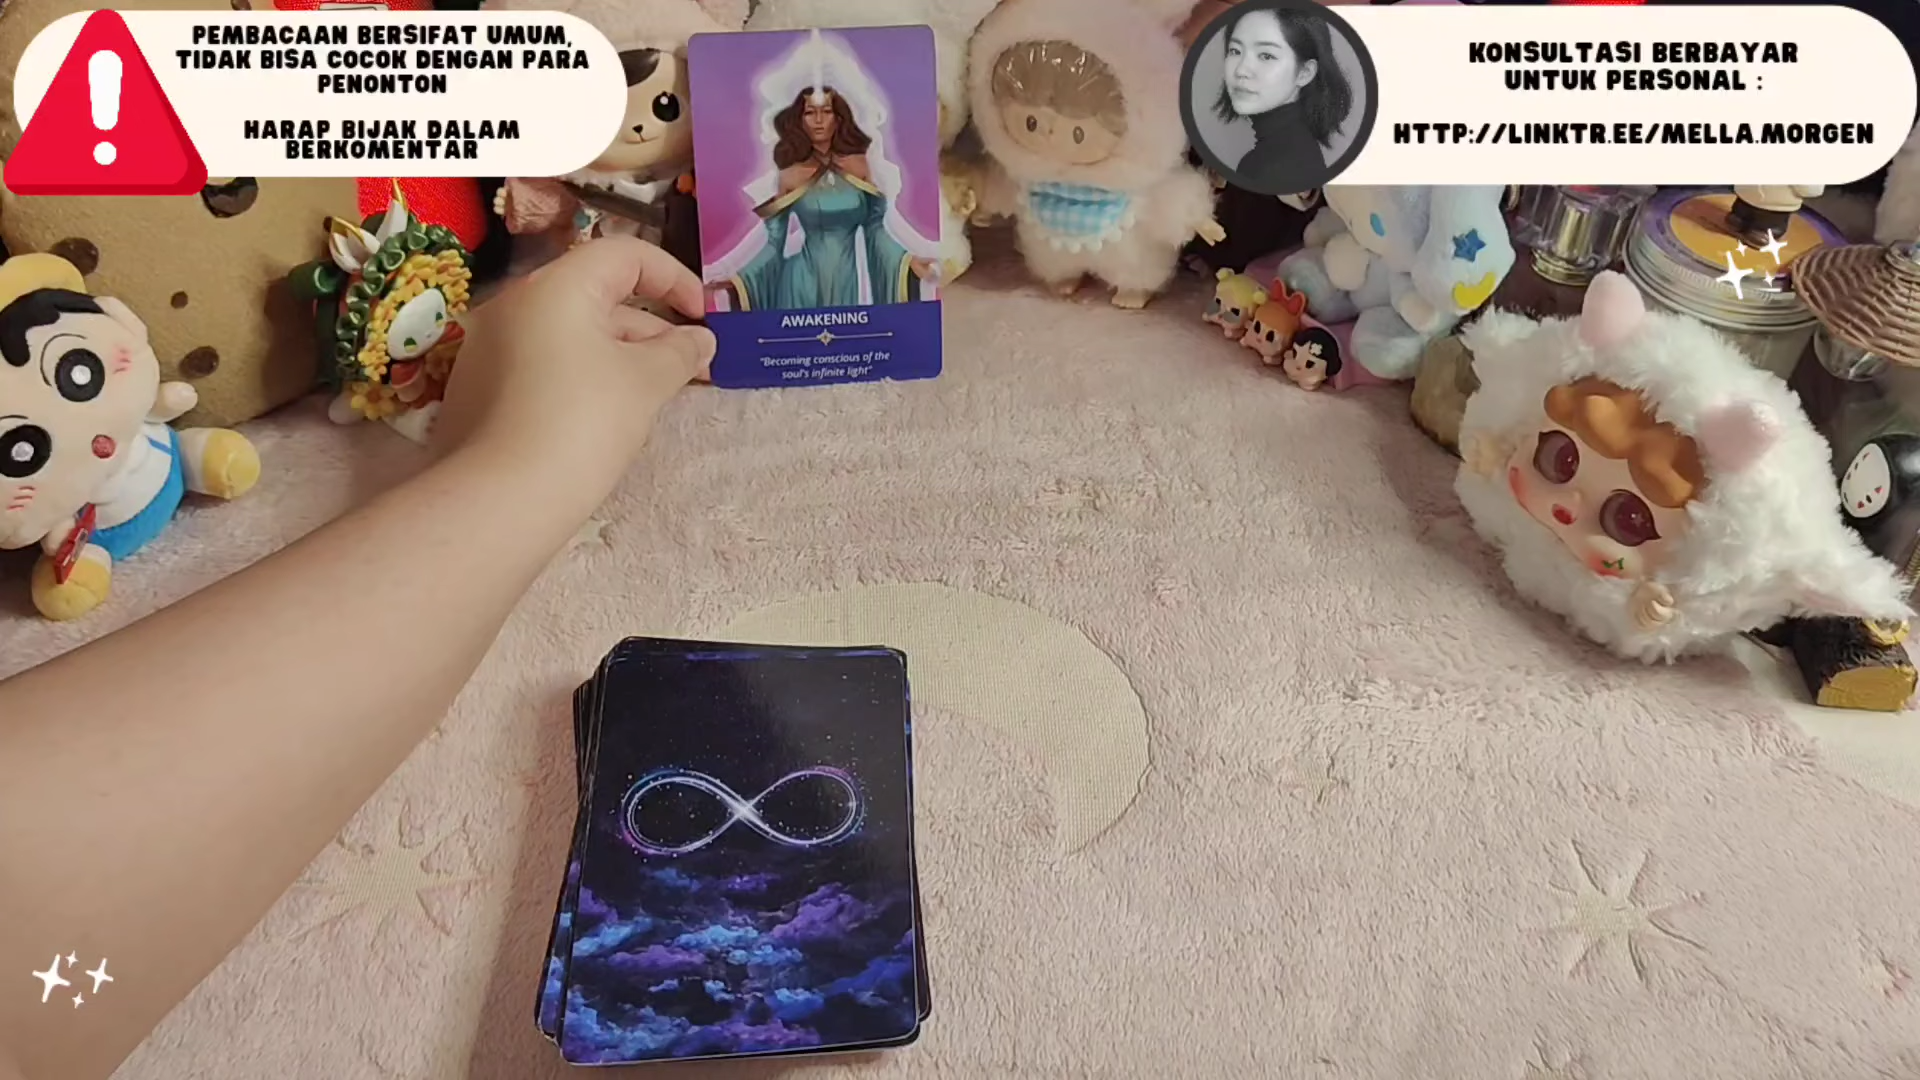 PEMBACAAN BERSIFAT UMUM,
TIDAK BISA COCOK DENGAN PARA
PENONTON
HARAP BIJAK DALAM
BERKOMENTAR
KONSULTASI BERBAYAR
UNTUK PERSONAL :
HTTP://LINKTR.EE/MELLA.MORGEN
AWAKENING
"Becoming conscious of the
soul's infinite light"